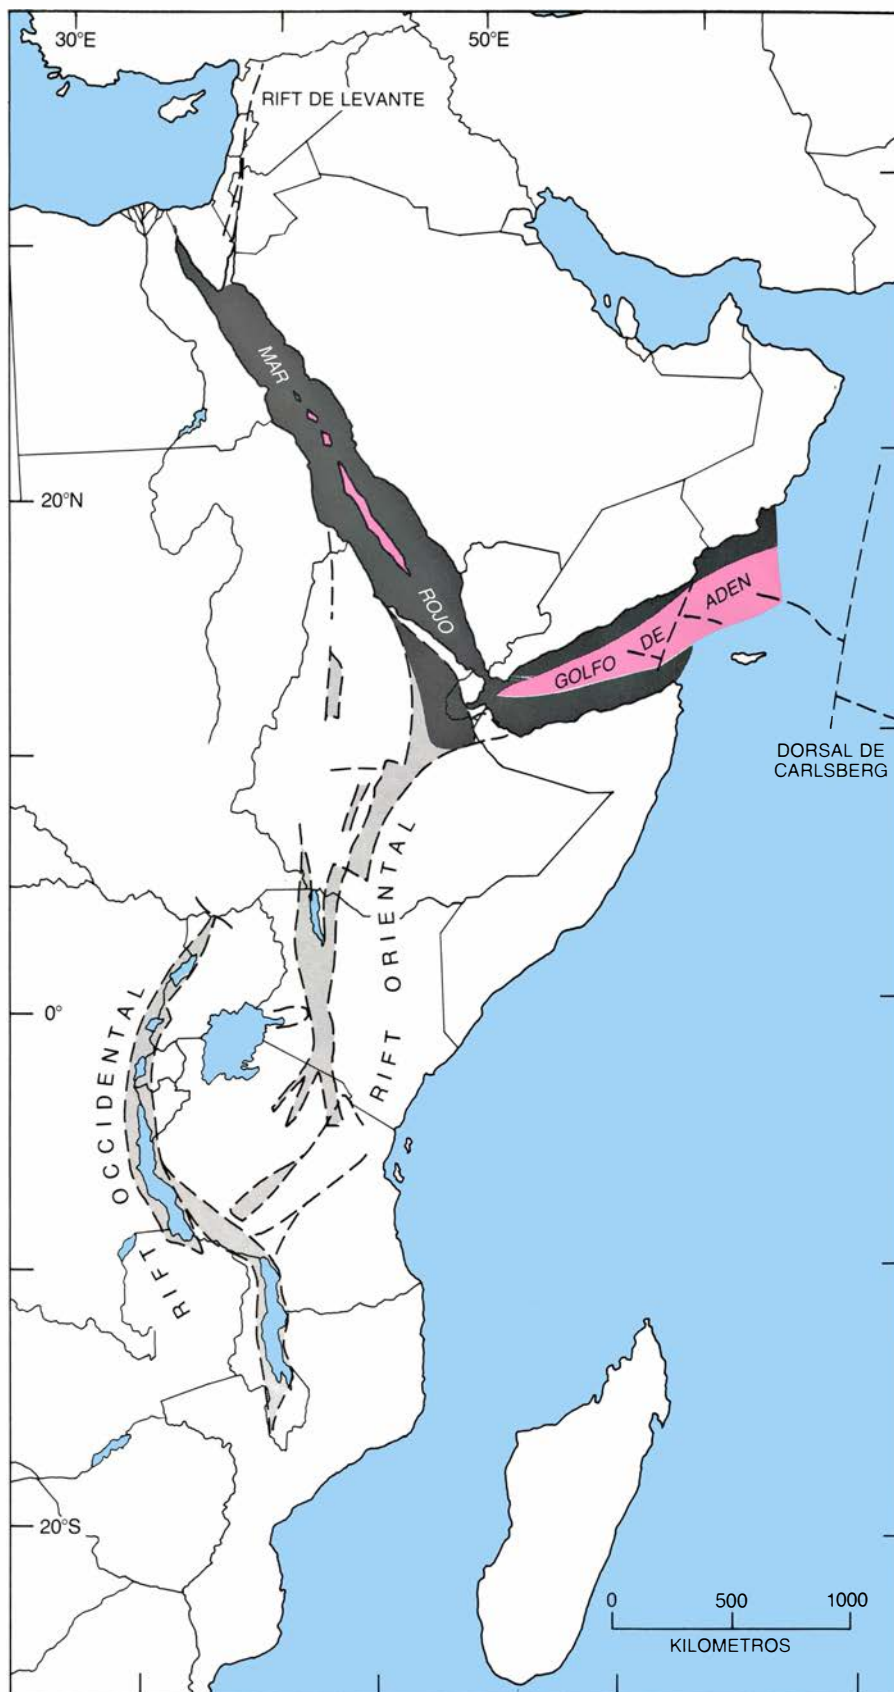 30°E
50°E
RIFT DE LEVANTE
MAR
ROJO
20°N
GOLFO DE ADEN
DORSAL DE
CARLSBERG
RIFT ORIENTAL
0°
RIFT OCCIDENTAL
20°S
0 500 1000
KILOMETROS